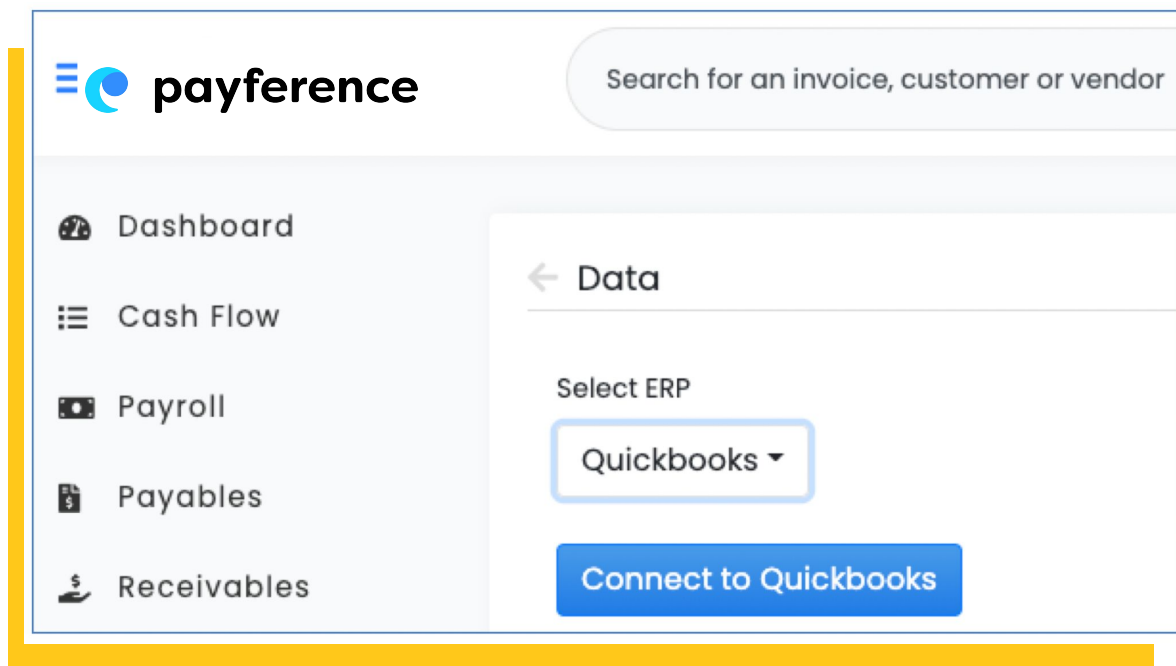 payference
Search for an invoice, customer or vendor
Dashboard
Cash Flow
Payroll
Payables
Receivables
Data
Select ERP
Quickbooks
Connect to Quickbooks